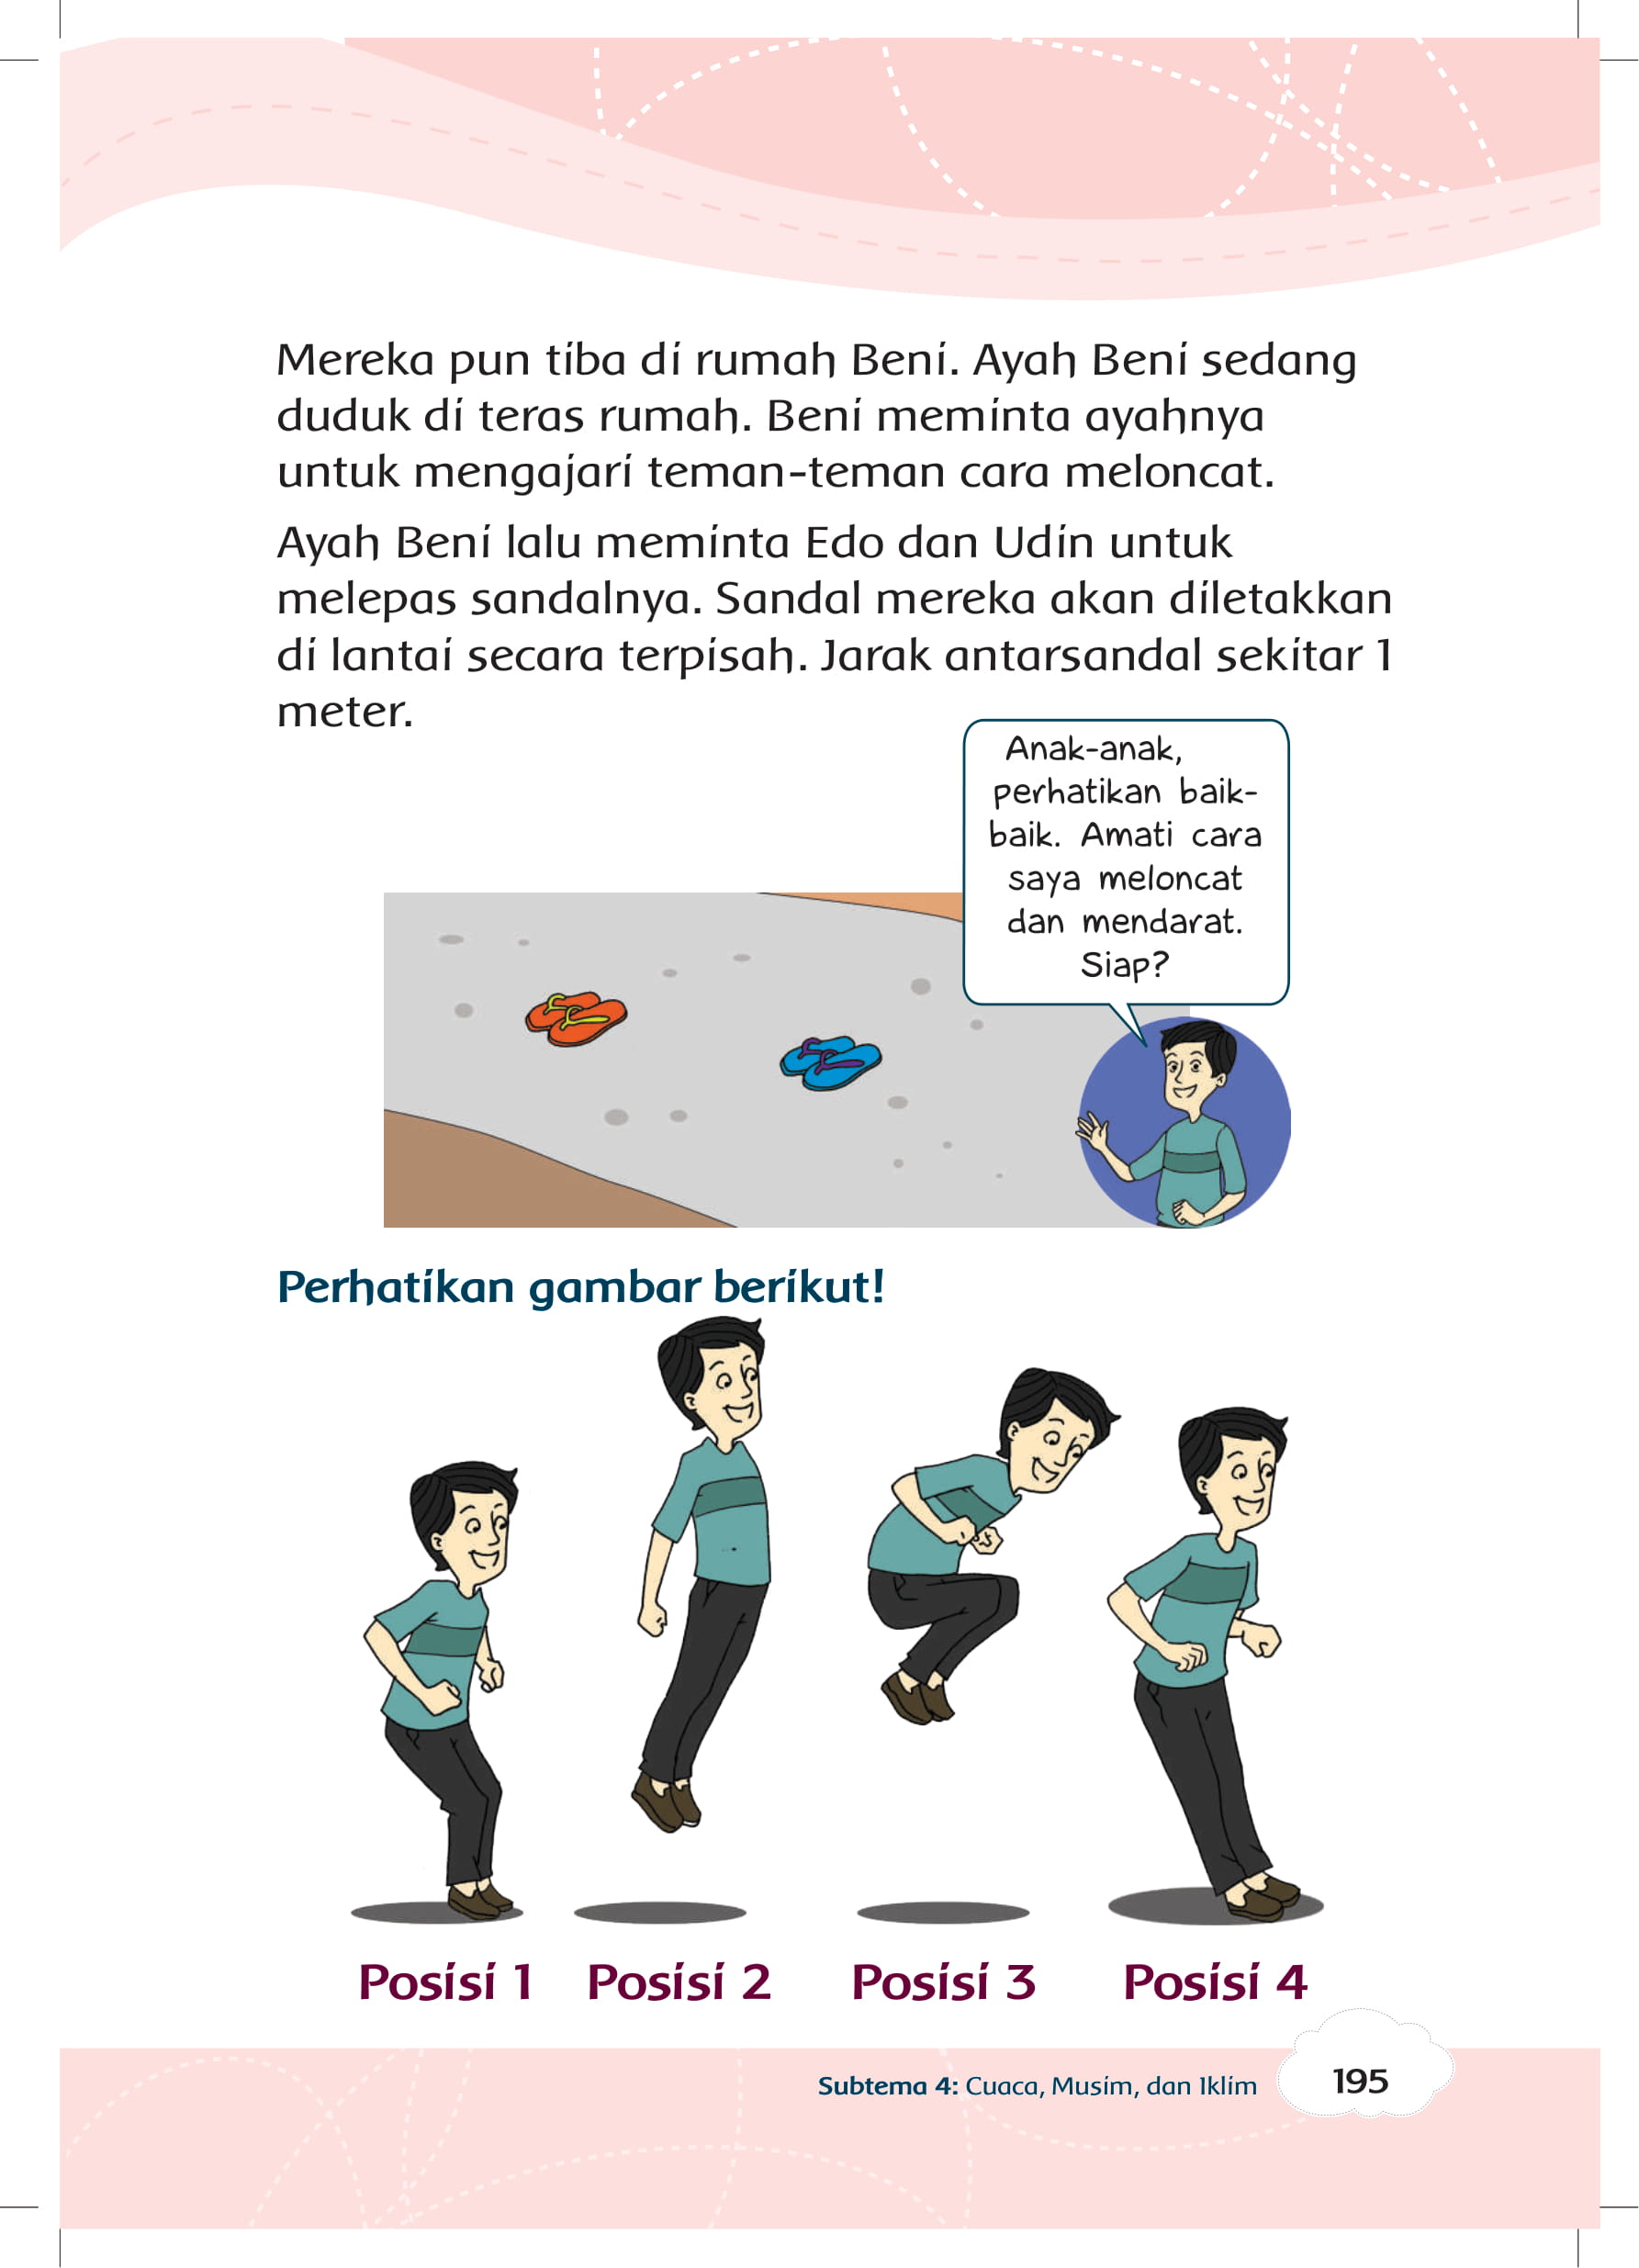 Mereka pun tiba di rumah Beni. Ayah Beni sedang
duduk di teras rumah. Beni meminta ayahnya
untuk mengajari teman-teman cara meloncat.
Ayah Beni lalu meminta Edo dan Udin untuk
melepas sandalnya. Sandal mereka akan diletakkan
di lantai secara terpisah. Jarak antarsandal sekitar 1
meter.
Anak-anak,
perhatikan baik-
baik. Amati cara
saya meloncat
dan mendarat.
Siap?
Perhatikan gambar berikut!
Posisi 1 Posisi 2 Posisi 3 Posisi 4
Subtema 4: Cuaca, Musim, dan Iklim 195